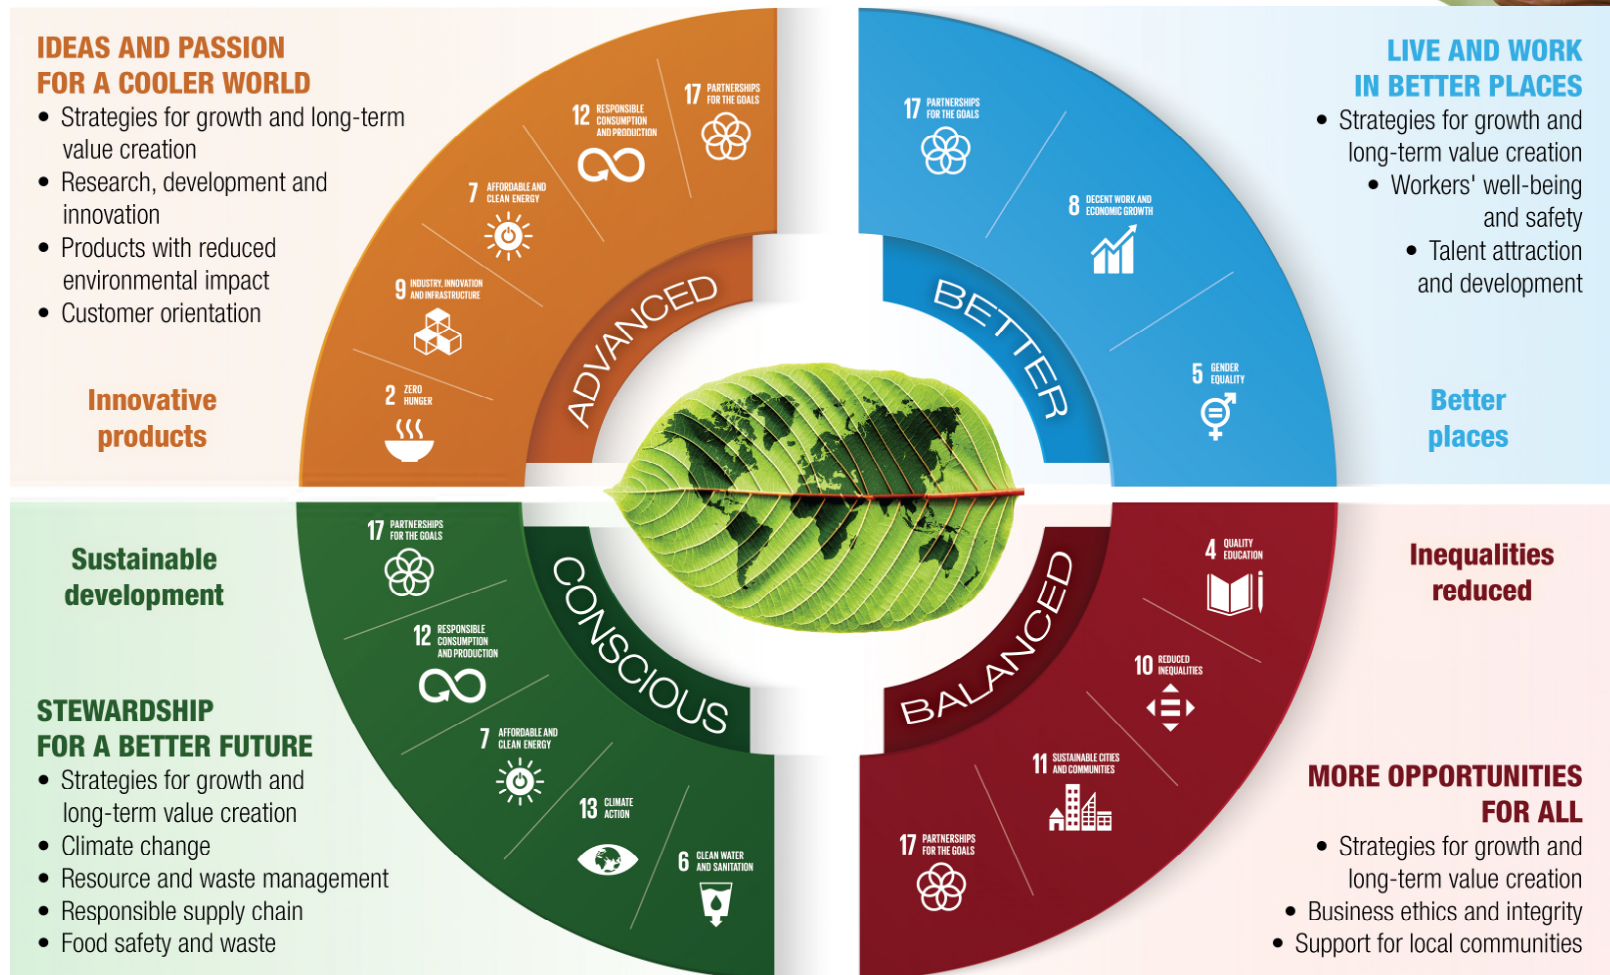 IDEAS AND PASSION
FOR A COOLER WORLD
• Strategies for growth and long-term
value creation
• Research, development and
innovation
• Products with reduced
environmental impact
• Customer orientation
Innovative
products
17 PARTNERSHIPS
FOR THE GOALS
12 RESPONSIBLE
CONSUMPTION
AND PRODUCTION
7 AFFORDABLE AND
CLEAN ENERGY
9 INDUSTRY, INNOVATION
AND INFRASTRUCTURE
2 ZERO
HUNGER
ADVANCED
LIVE AND WORK
IN BETTER PLACES
• Strategies for growth and
long-term value creation
• Workers' well-being
and safety
• Talent attraction
and development
Better
places
17 PARTNERSHIPS
FOR THE GOALS
8 DECENT WORK AND
ECONOMIC GROWTH
5 GENDER
EQUALITY
BETTER
Sustainable
development
17 PARTNERSHIPS
FOR THE GOALS
12 RESPONSIBLE
CONSUMPTION
AND PRODUCTION
7 AFFORDABLE AND
CLEAN ENERGY
13 CLIMATE
ACTION
6 CLEAN WATER
AND SANITATION
CONSCIOUS
STEWARDSHIP
FOR A BETTER FUTURE
• Strategies for growth and
long-term value creation
• Climate change
• Resource and waste management
• Responsible supply chain
• Food safety and waste
Inequalities
reduced
4 QUALITY
EDUCATION
10 REDUCED
INEQUALITIES
11 SUSTAINABLE CITIES
AND COMMUNITIES
17 PARTNERSHIPS
FOR THE GOALS
BALANCED
MORE OPPORTUNITIES
FOR ALL
• Strategies for growth and
long-term value creation
• Business ethics and integrity
• Support for local communities